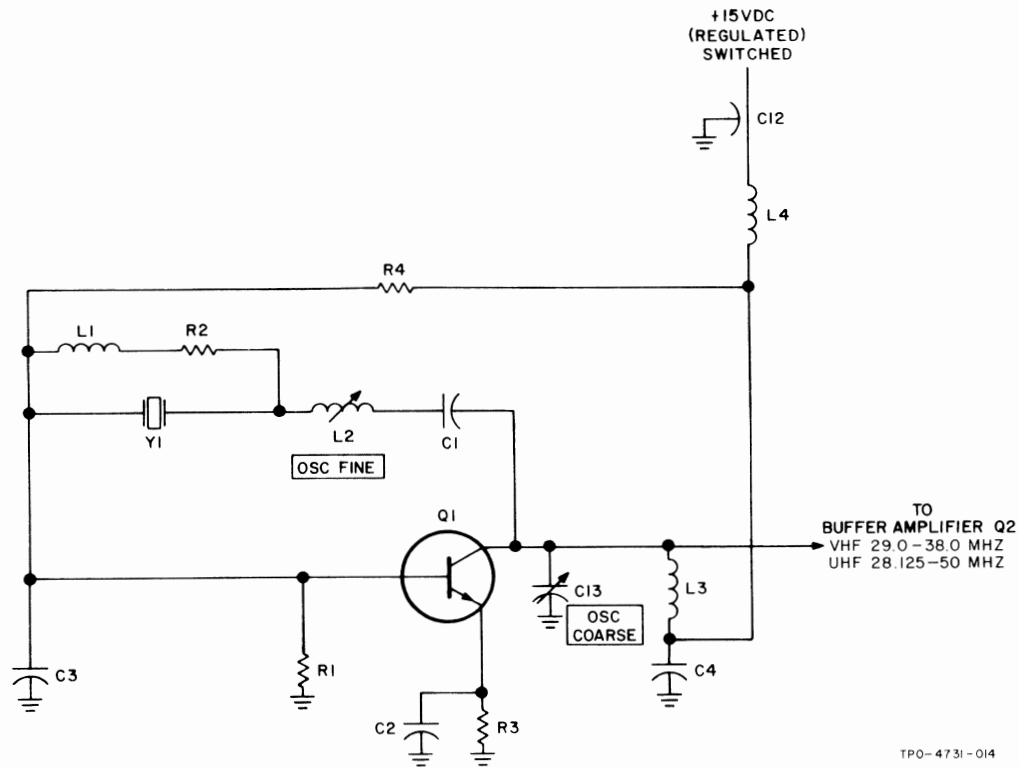 +15VDC
(REGULATED)
SWITCHED
C12
L4
R4
L1
R2
Y1
L2
C1
OSC FINE
Q1
TO
BUFFER AMPLIFIER Q2
VHF 29.0-38.0 MHZ
UHF 28.125-50 MHZ
C13
L3
OSC
COARSE
C3
R1
C4
C2
R3
TPO-4731-014